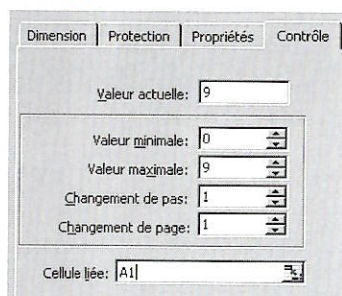 Dimension Protection Propriétés Contrôle
Valeur actuelle: 9
Valeur minimale: 0
Valeur maximale: 9
Changement de pas: 1
Changement de page: 1
Cellule liée: A1